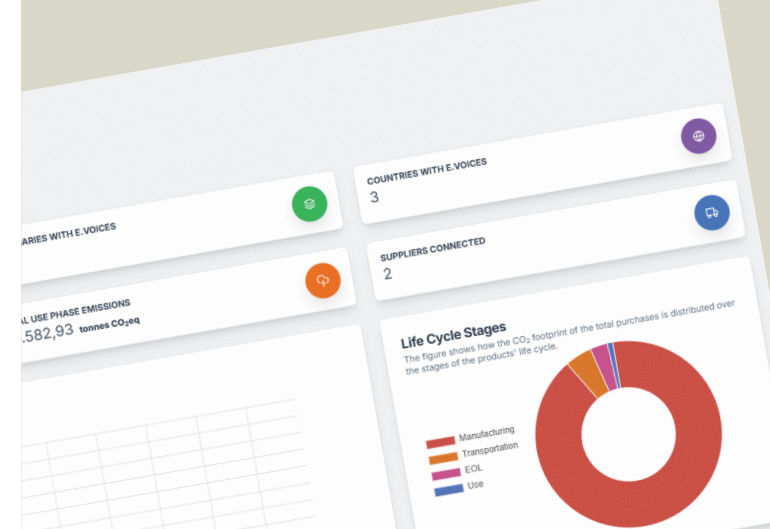 WITH E.VOICES
COUNTRIES WITH E.VOICES
3
USE PHASE EMISSIONS
582,93 tonnes CO₂eq
SUPPLIERS CONNECTED
2
Life Cycle Stages
The figure shows how the CO₂ footprint of the total purchases is distributed over
the stages of the products' life cycle.
Manufacturing
Transportation
EOL
Use